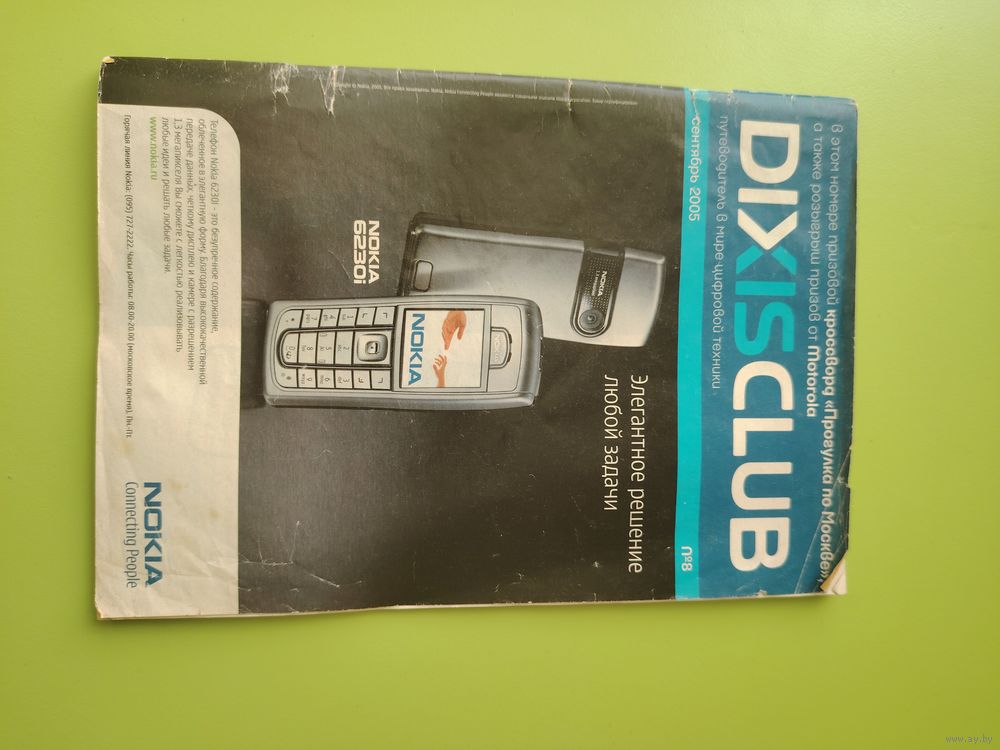 в этом номере призовой кроссворд «Прогулка по Москве»,
а также розыгрыш призов от Motorola
DIXISCLUB
путеводитель в мире цифровой техники
сентябрь 2005
№8
Элегантное решение
любой задачи
NOKIA
NOKIA
NOKIA
6230i
Телефон Nokia 6230i - это безупречное содержание,
облеченное в элегантную форму. Благодаря высококачественной
передаче данных, четкому дисплею и камере с разрешением
1,3 мегапикселя Вы сможете с легкостью реализовывать
любые идеи и решать любые задачи.
www.nokia.ru
Горячая линия Nokia: (095) 727-2222. Часы работы: 08.00-20.00 (московское время), Пн.-Пт.
NOKIA
Connecting People
www.ay.by